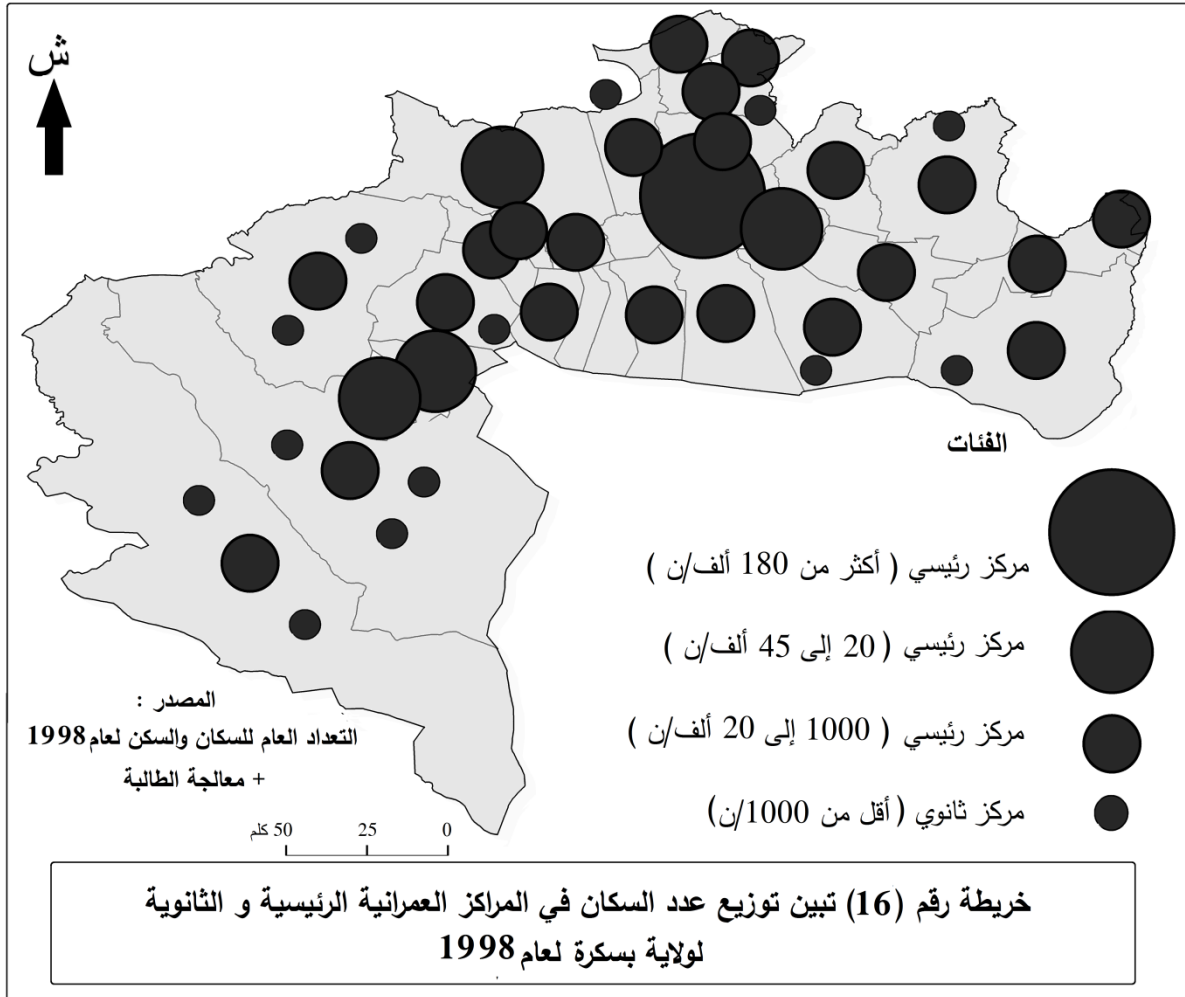 ش
الفئات
مركز رئيسي ( أكثر من 180 ألف/ن )
مركز رئيسي ( 20 إلى 45 ألف/ن )
مركز رئيسي ( 1000 إلى 20 ألف/ن )
مركز ثانوي ( أقل من 1000/ن)
المصدر :
التعداد العام للسكان والسكن لعام 1998
+ معالجة الطالبة
0 25 50 كلم
خريطة رقم (16) تبين توزيع عدد السكان في المراكز العمرانية الرئيسية و الثانوية
لولاية بسكرة لعام 1998